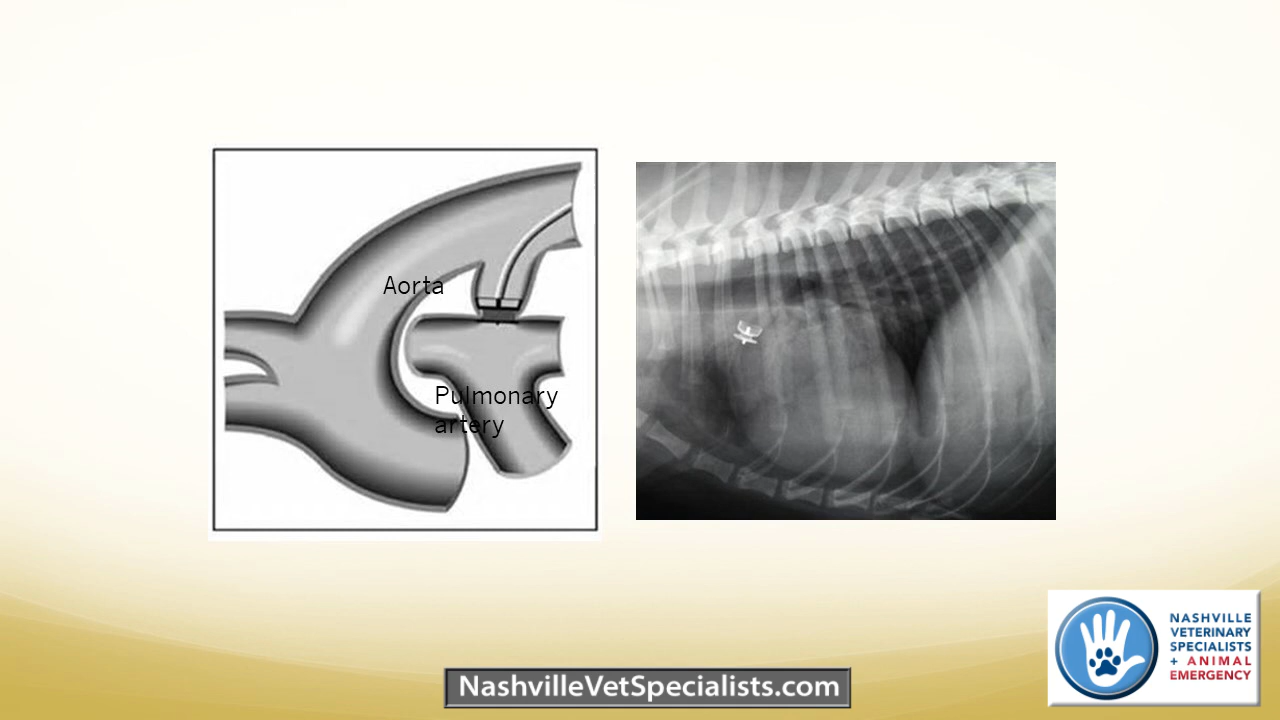 Aorta
Pulmonary
artery
NASHVILLE
VETERINARY
SPECIALISTS
+ ANIMAL
EMERGENCY
NashvilleVetSpecialists.com